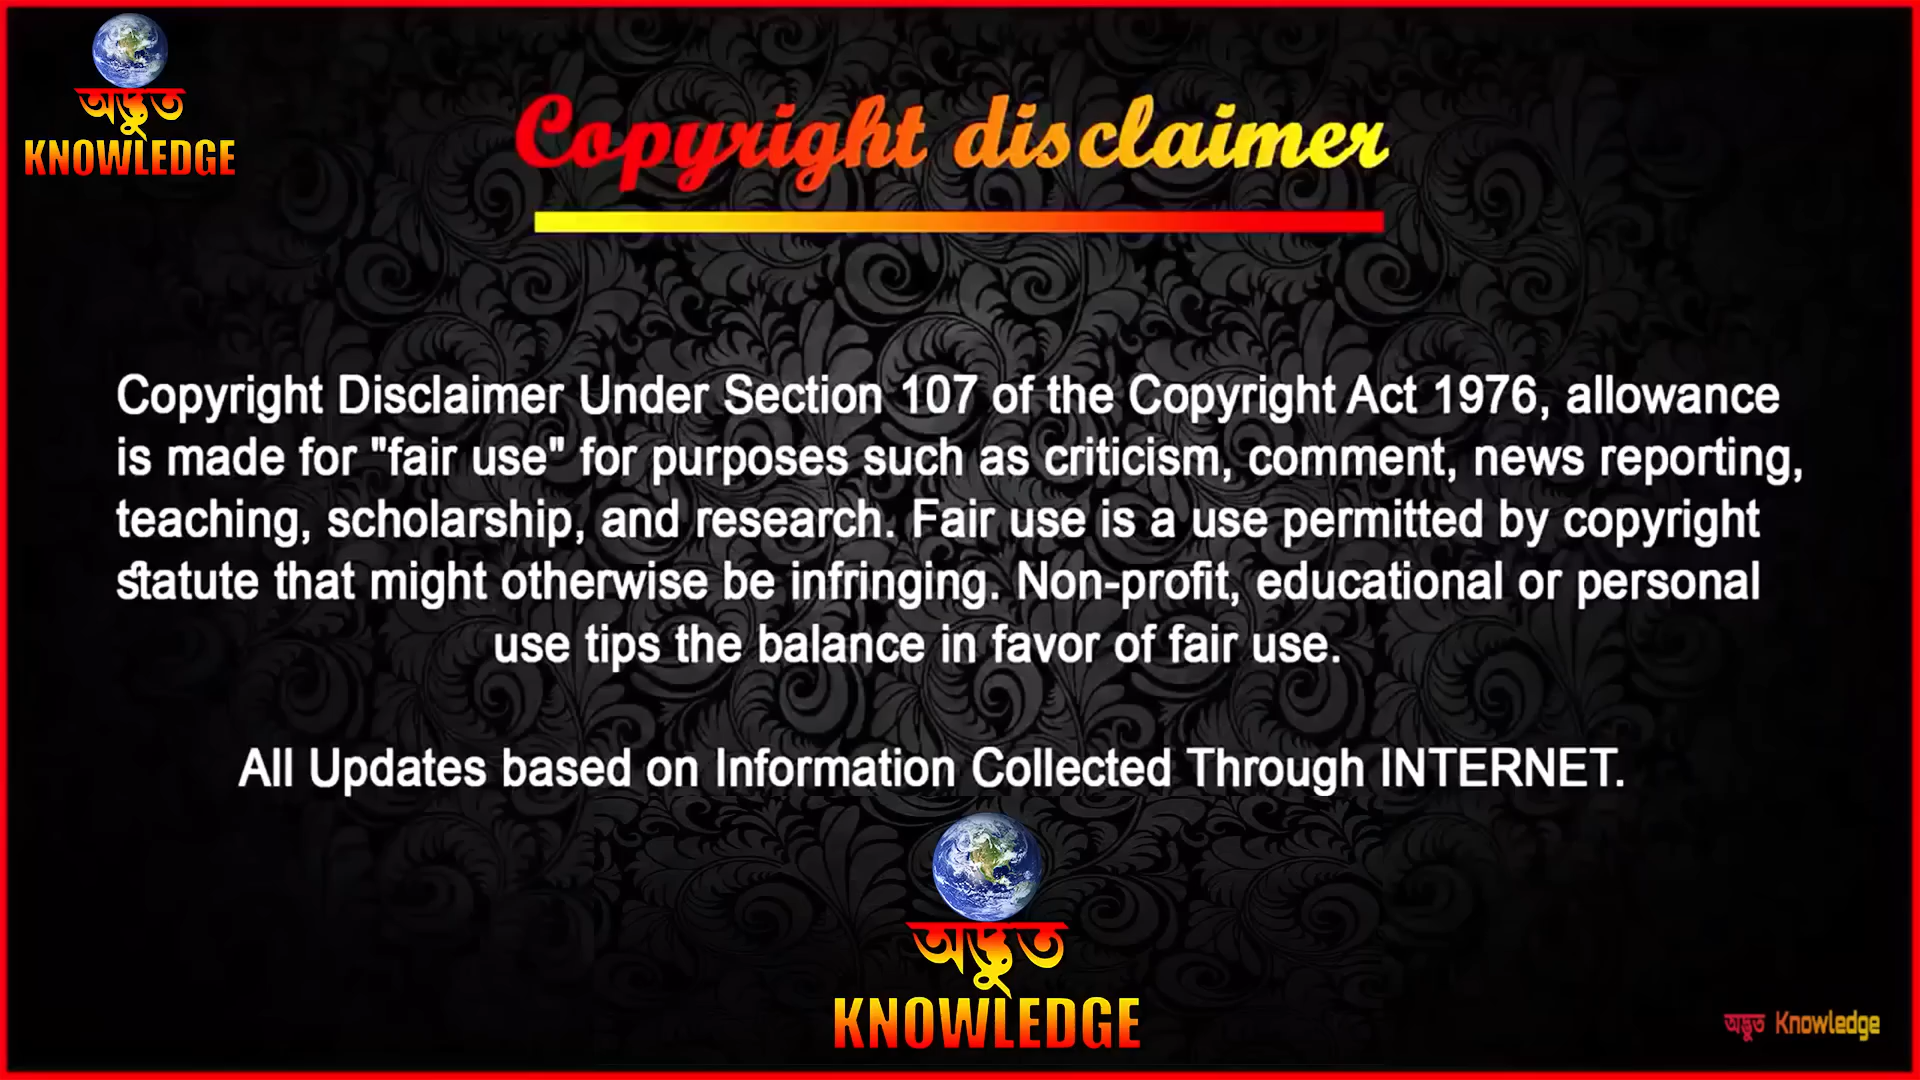 অদ্ভুত
KNOWLEDGE
Copyright disclaimer
Copyright Disclaimer Under Section 107 of the Copyright Act 1976, allowance
is made for "fair use" for purposes such as criticism, comment, news reporting,
teaching, scholarship, and research. Fair use is a use permitted by copyright
statute that might otherwise be infringing. Non-profit, educational or personal
use tips the balance in favor of fair use.
All Updates based on Information Collected Through INTERNET.
অদ্ভুত
KNOWLEDGE
অদ্ভুত Knowledge